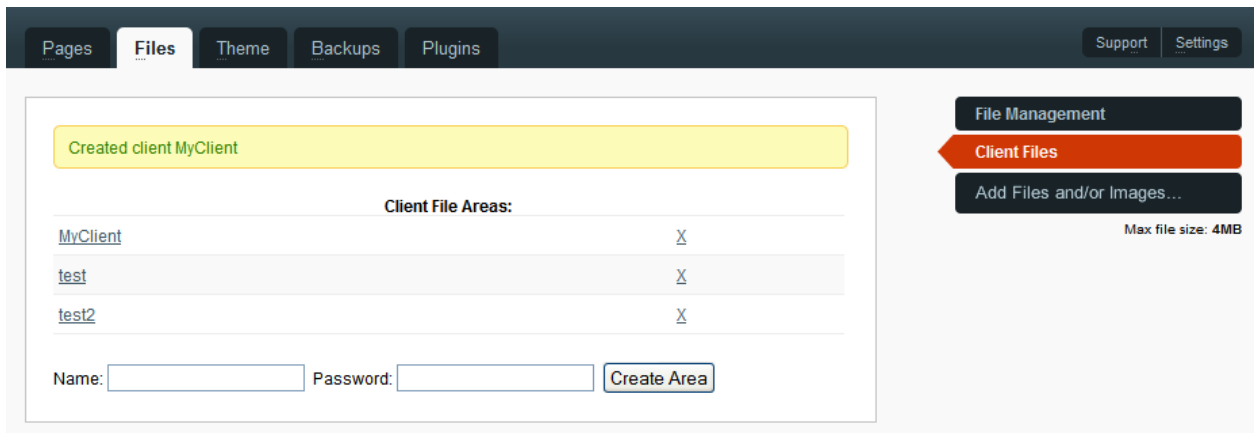 Pages Files Theme Backups Plugins Support Settings
Created client MyClient
Client File Areas:
MyClient X
test X
test2 X
Name: Password: Create Area
File Management
Client Files
Add Files and/or Images...
Max file size: 4MB